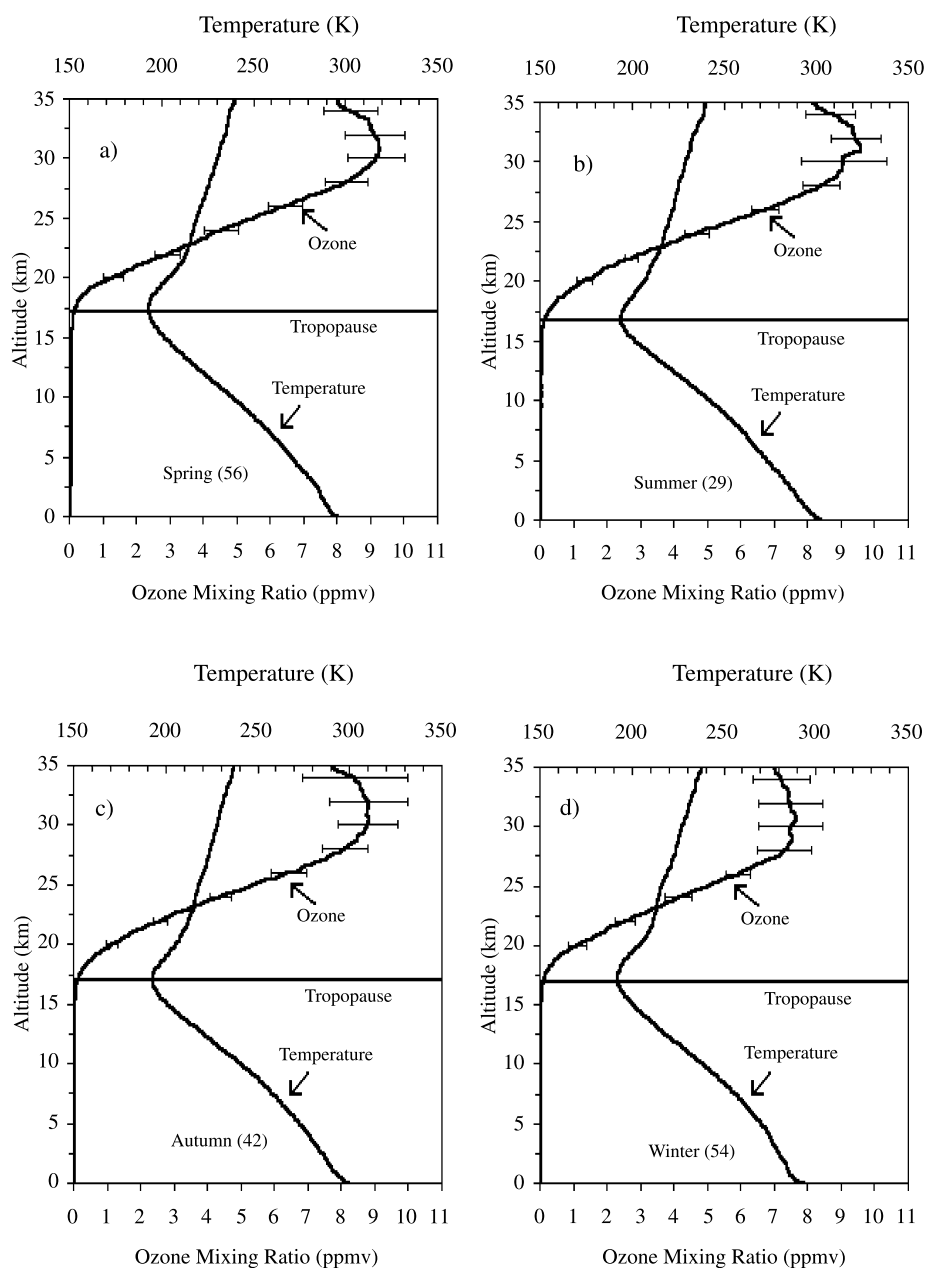 Temperature (K)
150 200 250 300 350
35
30
25
20
15
10
5
0
Altitude (km)
a)
Ozone
Tropopause
Temperature
Spring (56)
0 1 2 3 4 5 6 7 8 9 10 11
Ozone Mixing Ratio (ppmv)
Temperature (K)
150 200 250 300 350
35
30
25
20
15
10
5
0
Altitude (km)
b)
Ozone
Tropopause
Temperature
Summer (29)
0 1 2 3 4 5 6 7 8 9 10 11
Ozone Mixing Ratio (ppmv)
Temperature (K)
150 200 250 300 350
35
30
25
20
15
10
5
0
Altitude (km)
c)
Ozone
Tropopause
Temperature
Autumn (42)
0 1 2 3 4 5 6 7 8 9 10 11
Ozone Mixing Ratio (ppmv)
Temperature (K)
150 200 250 300 350
35
30
25
20
15
10
5
0
Altitude (km)
d)
Ozone
Tropopause
Temperature
Winter (54)
0 1 2 3 4 5 6 7 8 9 10 11
Ozone Mixing Ratio (ppmv)